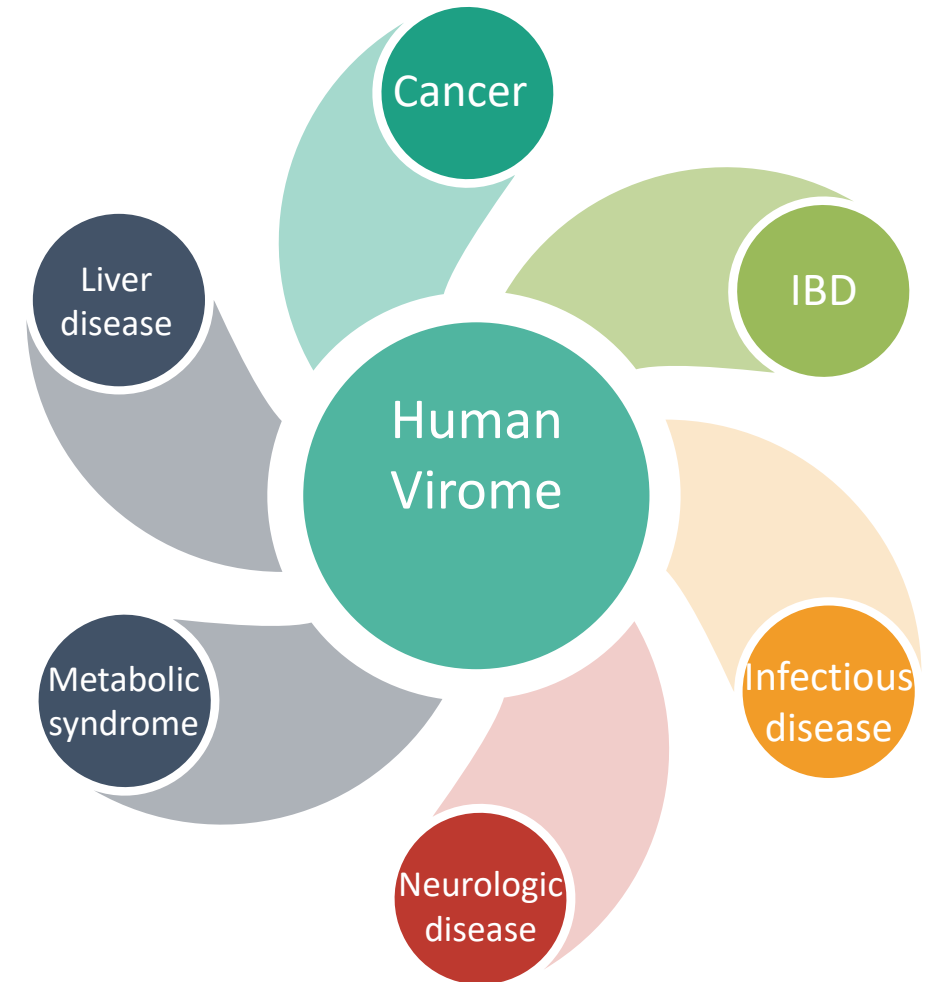 Cancer
IBD
Liver
disease
Human
Virome
Infectious
disease
Metabolic
syndrome
Neurologic
disease